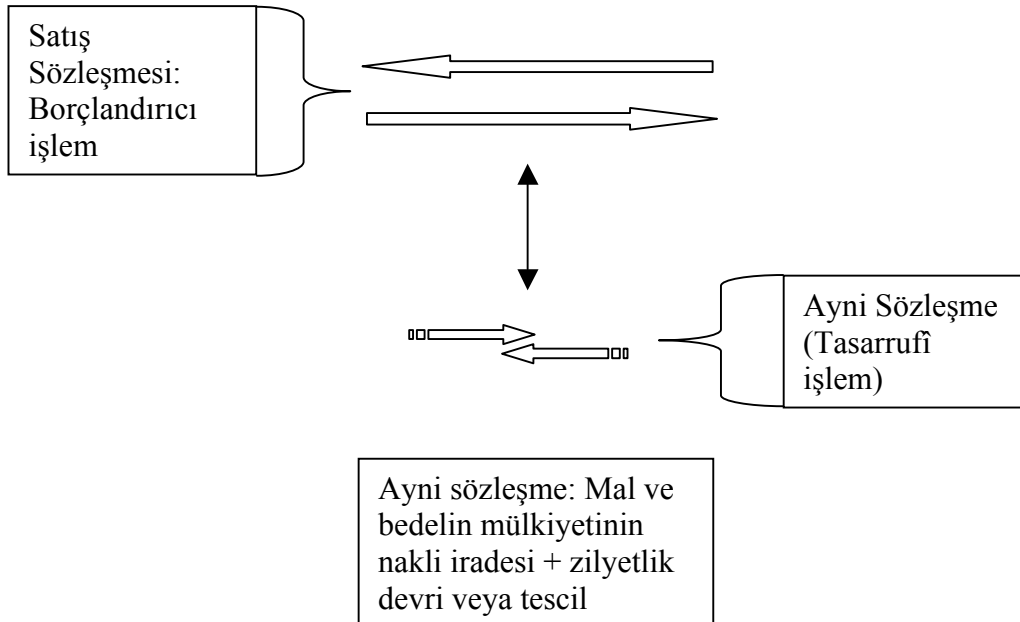 Satış
Sözleşmesi:
Borçlandırıcı
işlem
Ayni Sözleşme
(Tasarrufî
işlem)
Ayni sözleşme: Mal ve
bedelin mülkiyetinin
nakli iradesi + zilyetlik
devri veya tescil